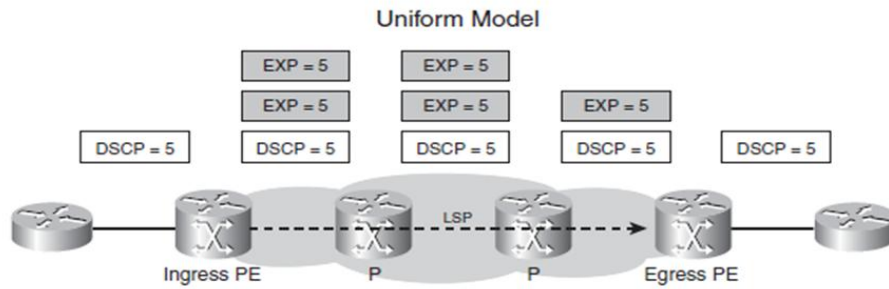 Uniform Model
EXP = 5 EXP = 5
EXP = 5 EXP = 5 EXP = 5
DSCP = 5 DSCP = 5 DSCP = 5 DSCP = 5 DSCP = 5
LSP
Ingress PE P P Egress PE